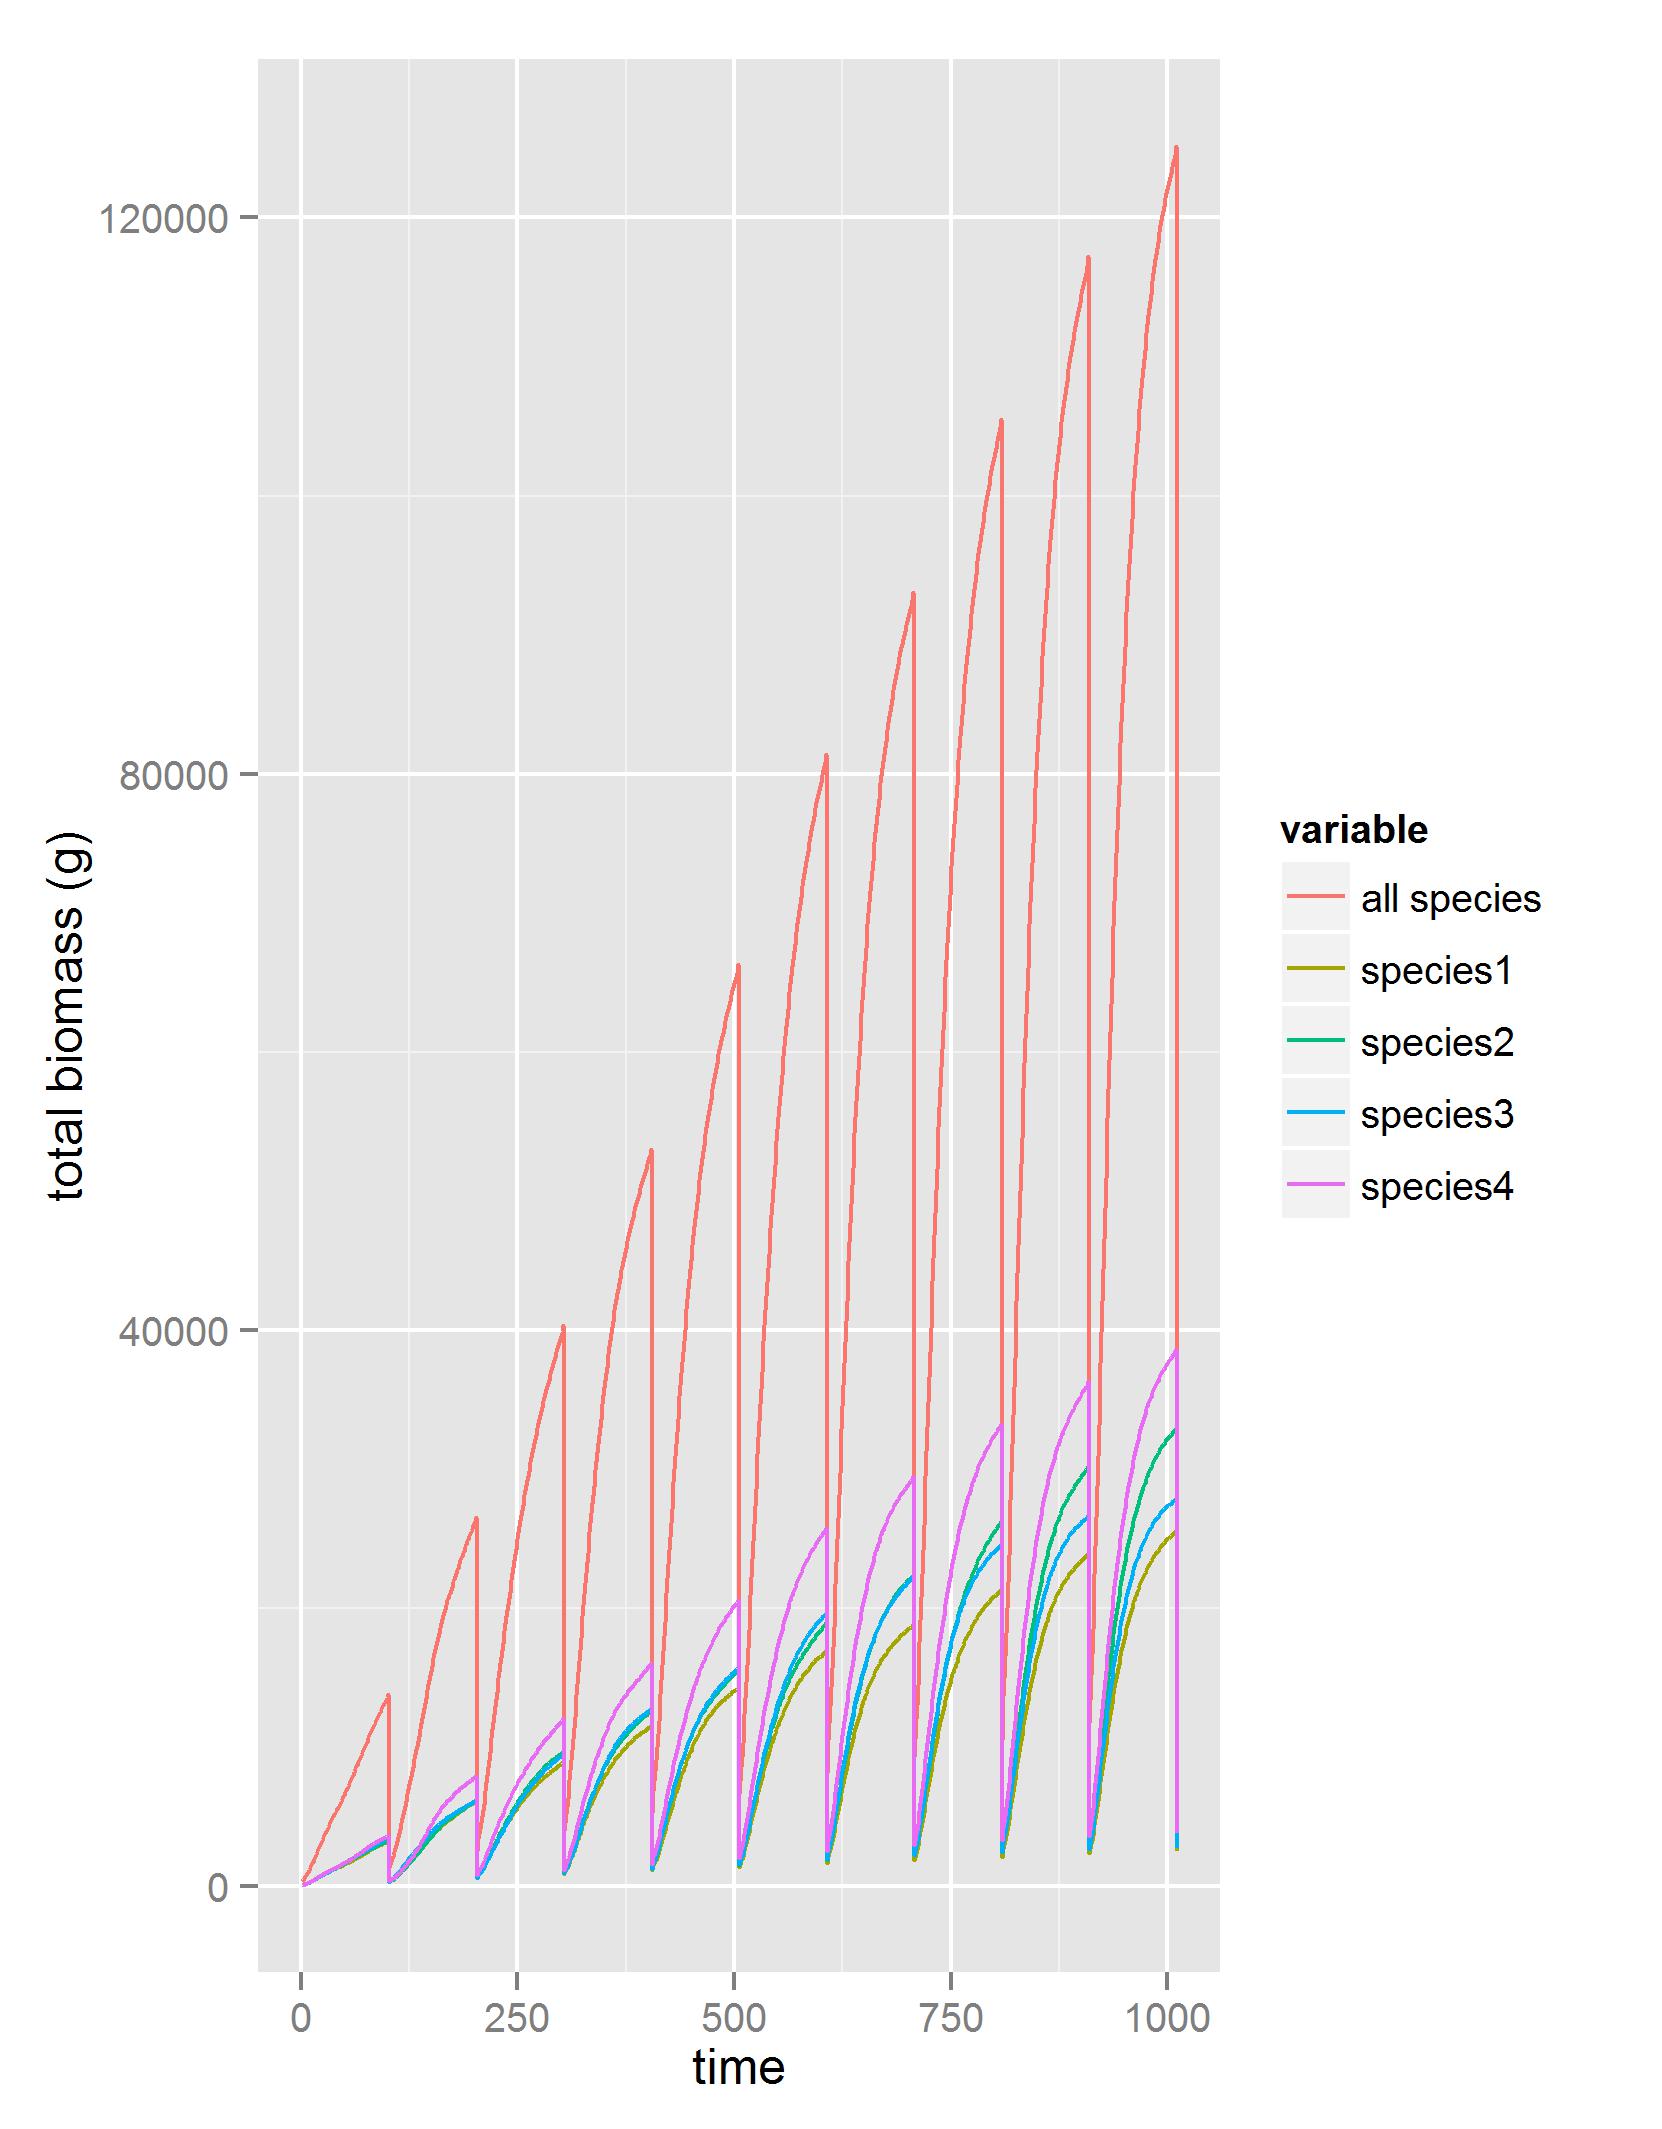 120000
80000
40000
0
total biomass (g)
0 250 500 750 1000
time
variable
all species
species1
species2
species3
species4